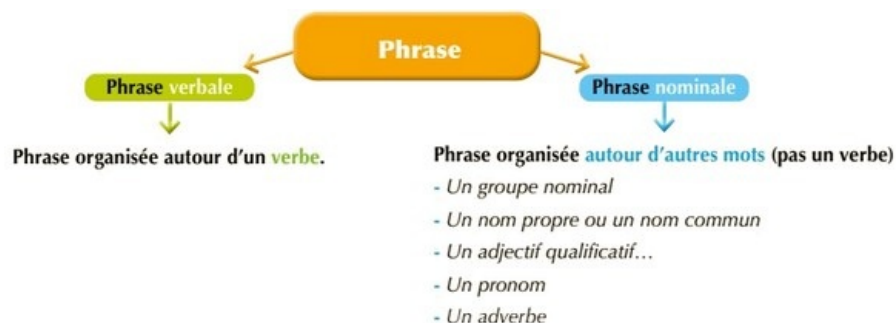 Phrase
Phrase verbale
Phrase organisée autour d'un verbe.
Phrase nominale
Phrase organisée autour d'autres mots (pas un verbe)
- Un groupe nominal
- Un nom propre ou un nom commun
- Un adjectif qualificatif...
- Un pronom
- Un adverbe